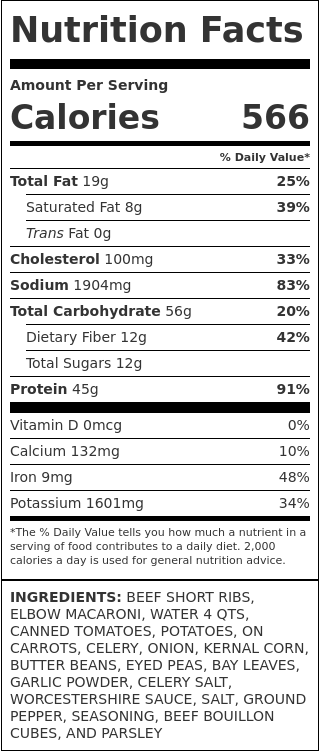 Nutrition Facts
Amount Per Serving
Calories 566
% Daily Value*
Total Fat 19g 25%
Saturated Fat 8g 39%
Trans Fat 0g
Cholesterol 100mg 33%
Sodium 1904mg 83%
Total Carbohydrate 56g 20%
Dietary Fiber 12g 42%
Total Sugars 12g
Protein 45g 91%
Vitamin D 0mcg 0%
Calcium 132mg 10%
Iron 9mg 48%
Potassium 1601mg 34%
*The % Daily Value tells you how much a nutrient in a
serving of food contributes to a daily diet. 2,000
calories a day is used for general nutrition advice.
INGREDIENTS: BEEF SHORT RIBS,
ELBOW MACARONI, WATER 4 QTS,
CANNED TOMATOES, POTATOES, ON
CARROTS, CELERY, ONION, KERNAL CORN,
BUTTER BEANS, EYED PEAS, BAY LEAVES,
GARLIC POWDER, CELERY SALT,
WORCESTERSHIRE SAUCE, SALT, GROUND
PEPPER, SEASONING, BEEF BOUILLON
CUBES, AND PARSLEY